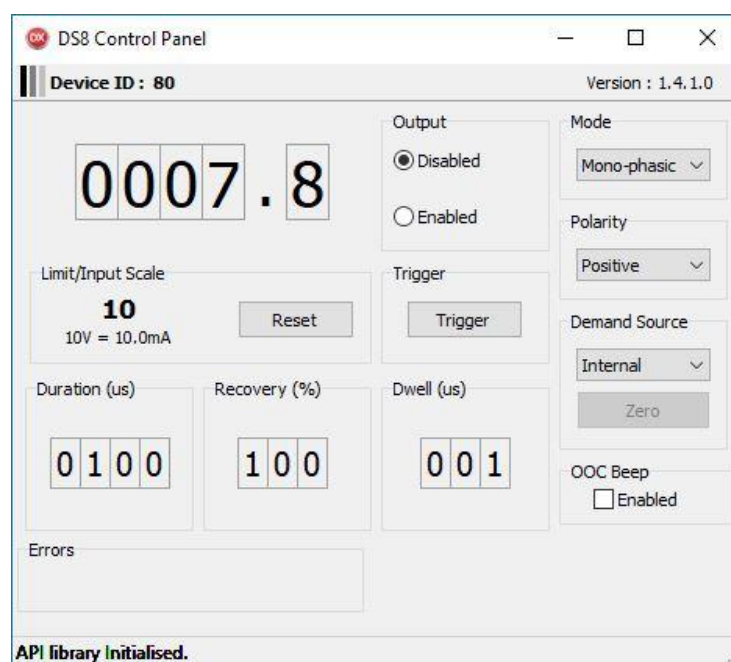 DS8 Control Panel
Device ID : 80
Version : 1.4.1.0
0007.8
Output
Disabled
Enabled
Mode
Mono-phasic
Polarity
Positive
Limit/Input Scale
10
10V = 10.0mA
Reset
Trigger
Trigger
Demand Source
Internal
Zero
Duration (us)
0100
Recovery (%)
100
Dwell (us)
001
OOC Beep
Enabled
Errors
API library Initialised.